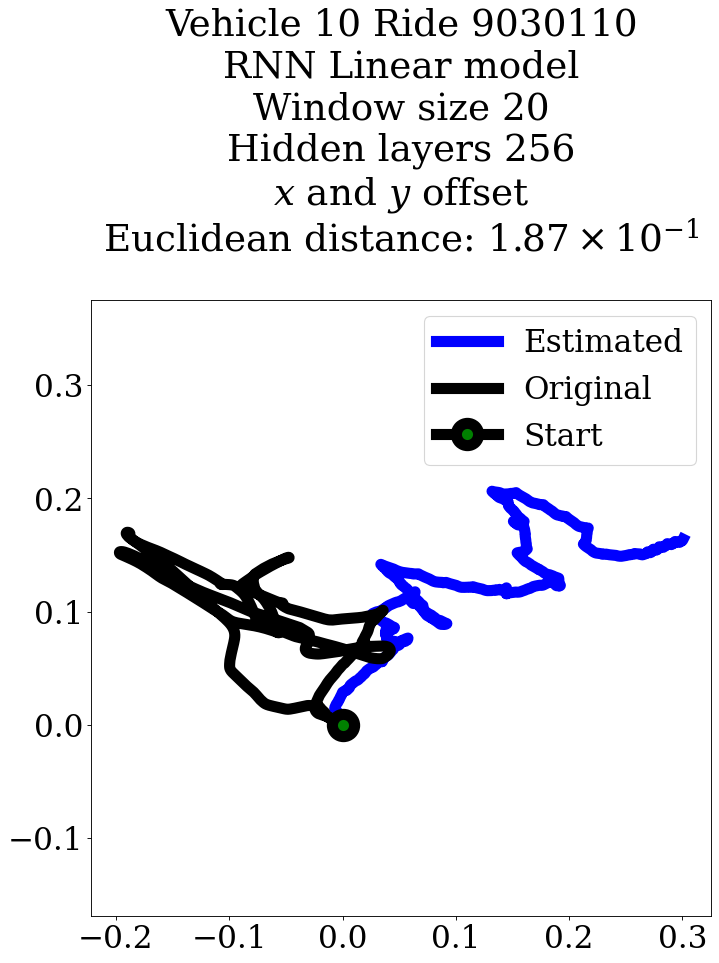 Vehicle 10 Ride 9030110
RNN Linear model
Window size 20
Hidden layers 256
x and y offset
Euclidean distance: 1.87 × 10⁻¹
Estimated
Original
Start
0.3
0.2
0.1
0.0
−0.1
−0.2 −0.1 0.0 0.1 0.2 0.3